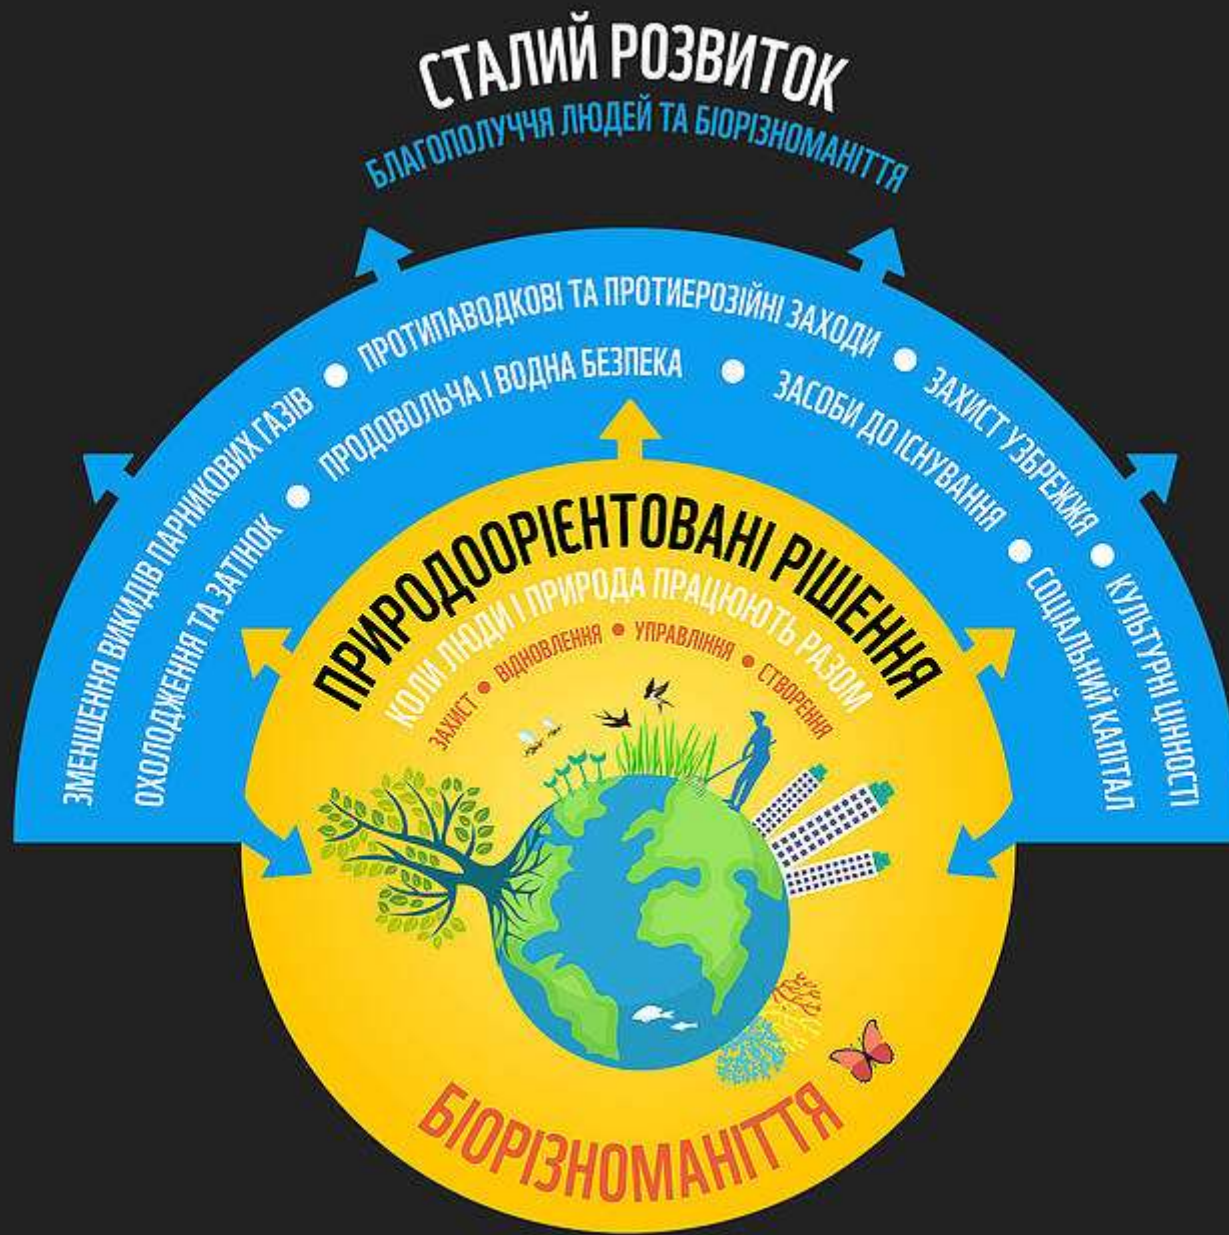 СТАЛИЙ РОЗВИТОК
БЛАГОПОЛУЧЧЯ ЛЮДЕЙ ТА БІОРІЗНОМАНІТТЯ
ЗМЕНШЕННЯ ВИКИДІВ ПАРНИКОВИХ ГАЗІВ • ПРОТИПАВОДКОВІ ТА ПРОТИЕРОЗІЙНІ ЗАХОДИ • ЗАХИСТ УЗБРЕЖЖЯ • КУЛЬТУРНІ ЦІННОСТІ
ОХОЛОДЖЕННЯ ТА ЗАТІНОК • ПРОДОВОЛЬЧА І ВОДНА БЕЗПЕКА • ЗАСОБИ ДО ІСНУВАННЯ • СОЦІАЛЬНИЙ КАПІТАЛ
ПРИРОДООРІЄНТОВАНІ РІШЕННЯ
КОЛИ ЛЮДИ І ПРИРОДА ПРАЦЮЮТЬ РАЗОМ
ЗАХИСТ • ВІДНОВЛЕННЯ • УПРАВЛІННЯ • СТВОРЕННЯ
БІОРІЗНОМАНІТТЯ